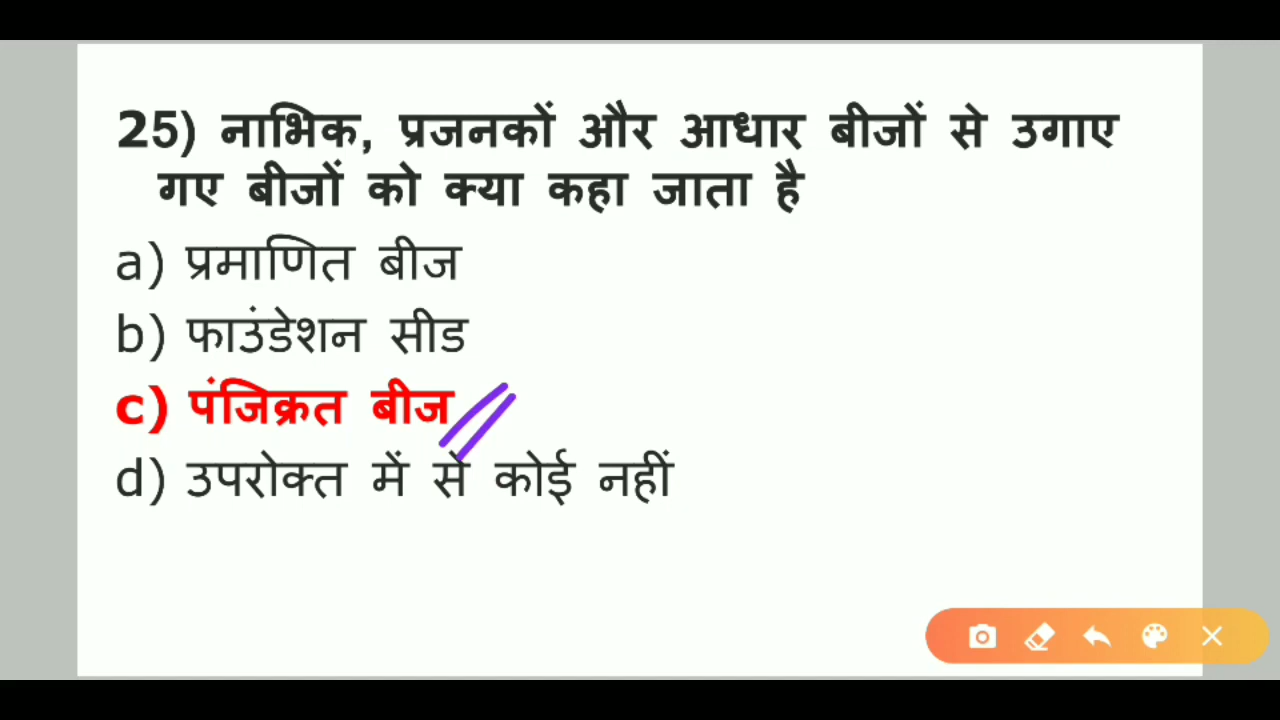 25) नाभिक, प्रजनकों और आधार बीजों से उगाए
गए बीजों को क्या कहा जाता है
a) प्रमाणित बीज
b) फाउंडेशन सीड
c) पंजिक्रत बीज
d) उपरोक्त में से कोई नहीं